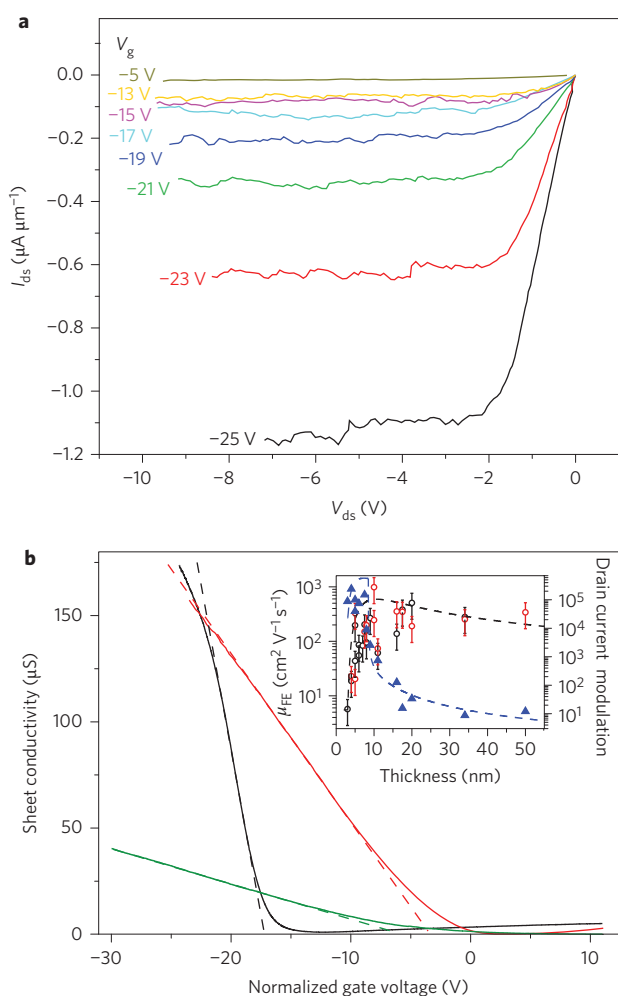 a
V_g
−5 V
−13 V
−15 V
−17 V
−19 V
−21 V
−23 V
−25 V
0.0
−0.2
−0.4
−0.6
−0.8
−1.0
−1.2
I_ds (µA µm⁻¹)
−10 −8 −6 −4 −2 0
V_ds (V)
b
150
100
50
0
Sheet conductivity (µS)
−30 −20 −10 0 10
Normalized gate voltage (V)
10³
10²
10¹
µ_FE (cm² V⁻¹ s⁻¹)
10⁵
10⁴
10³
10²
10¹
Drain current modulation
0 10 20 30 40 50
Thickness (nm)